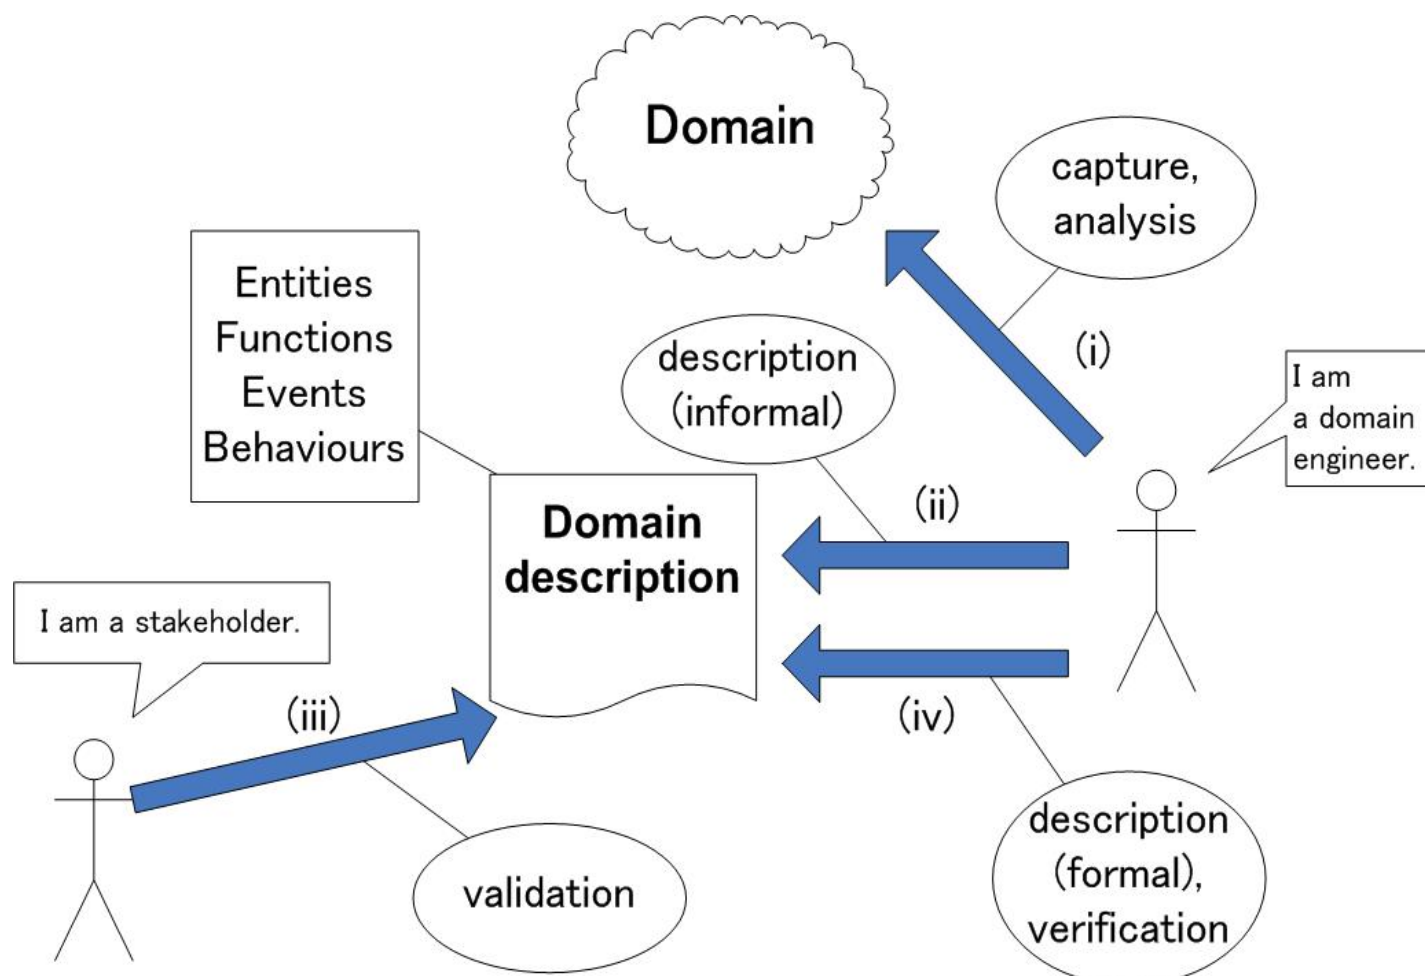 Domain
capture,
analysis
(i)
Entities
Functions
Events
Behaviours
description
(informal)
I am
a domain
engineer.
(ii)
Domain
description
I am a stakeholder.
(iii)
(iv)
validation
description
(formal),
verification